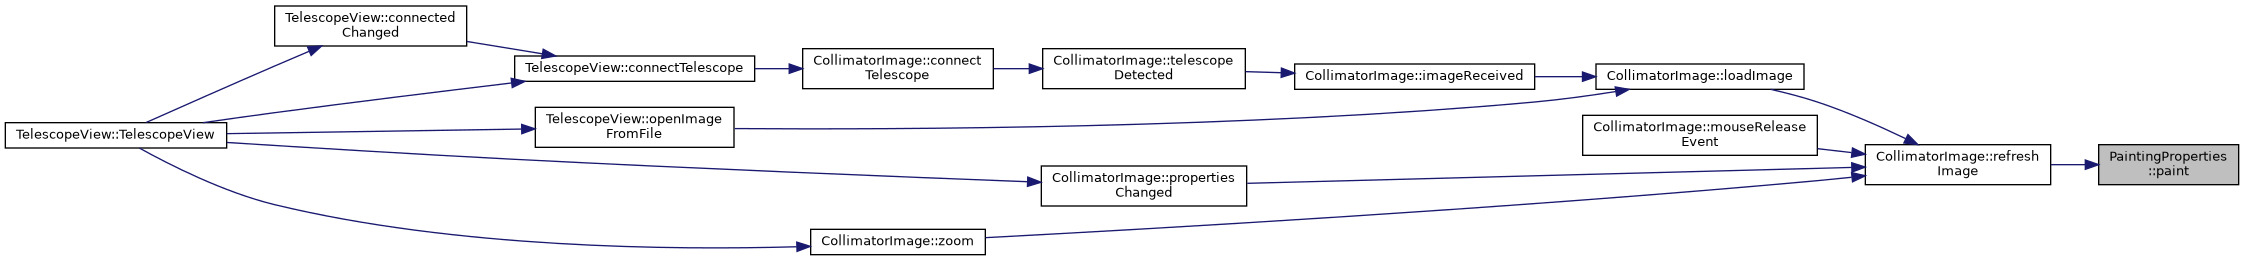 TelescopeView::connected
Changed
TelescopeView::connectTelescope
CollimatorImage::connect
Telescope
CollimatorImage::telescope
Detected
CollimatorImage::imageReceived
CollimatorImage::loadImage
TelescopeView::TelescopeView
TelescopeView::openImage
FromFile
CollimatorImage::mouseRelease
Event
CollimatorImage::refresh
Image
PaintingProperties
::paint
CollimatorImage::properties
Changed
CollimatorImage::zoom